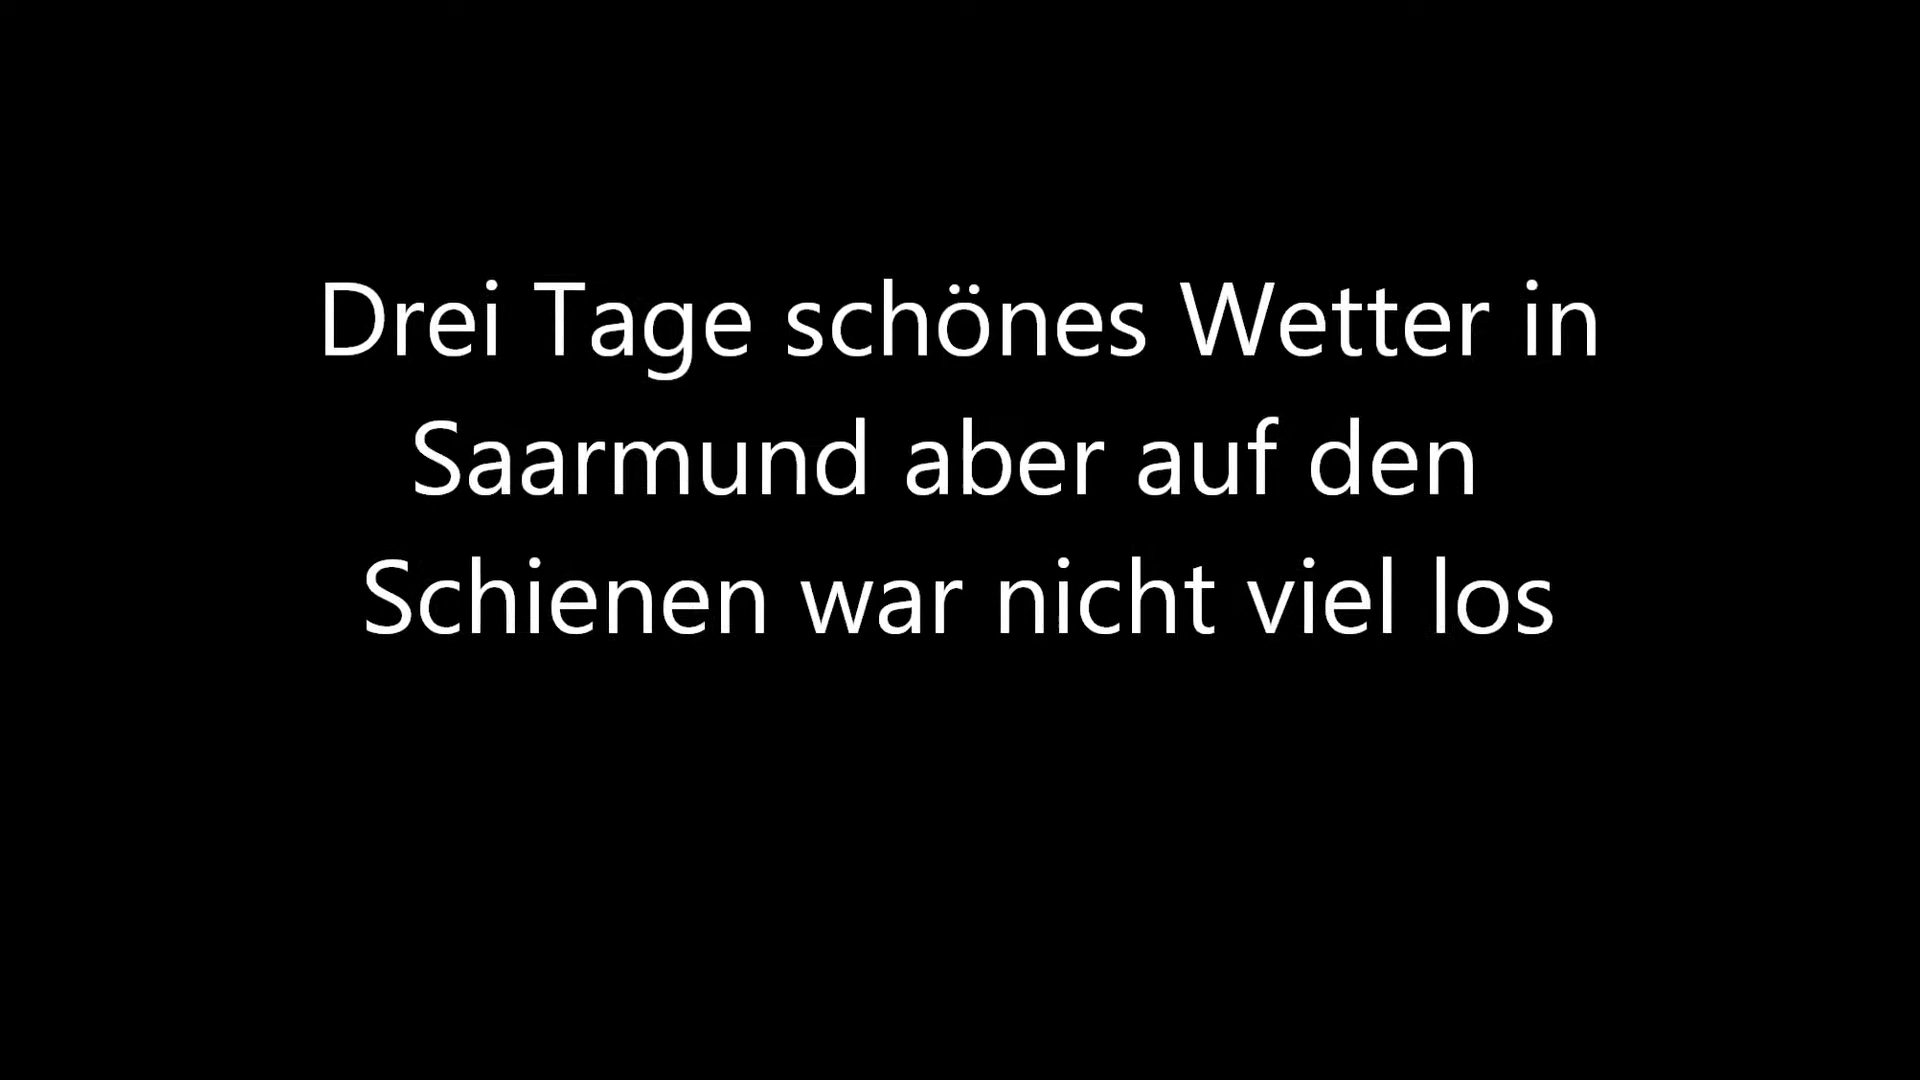 Drei Tage schönes Wetter in
Saarmund aber auf den
Schienen war nicht viel los